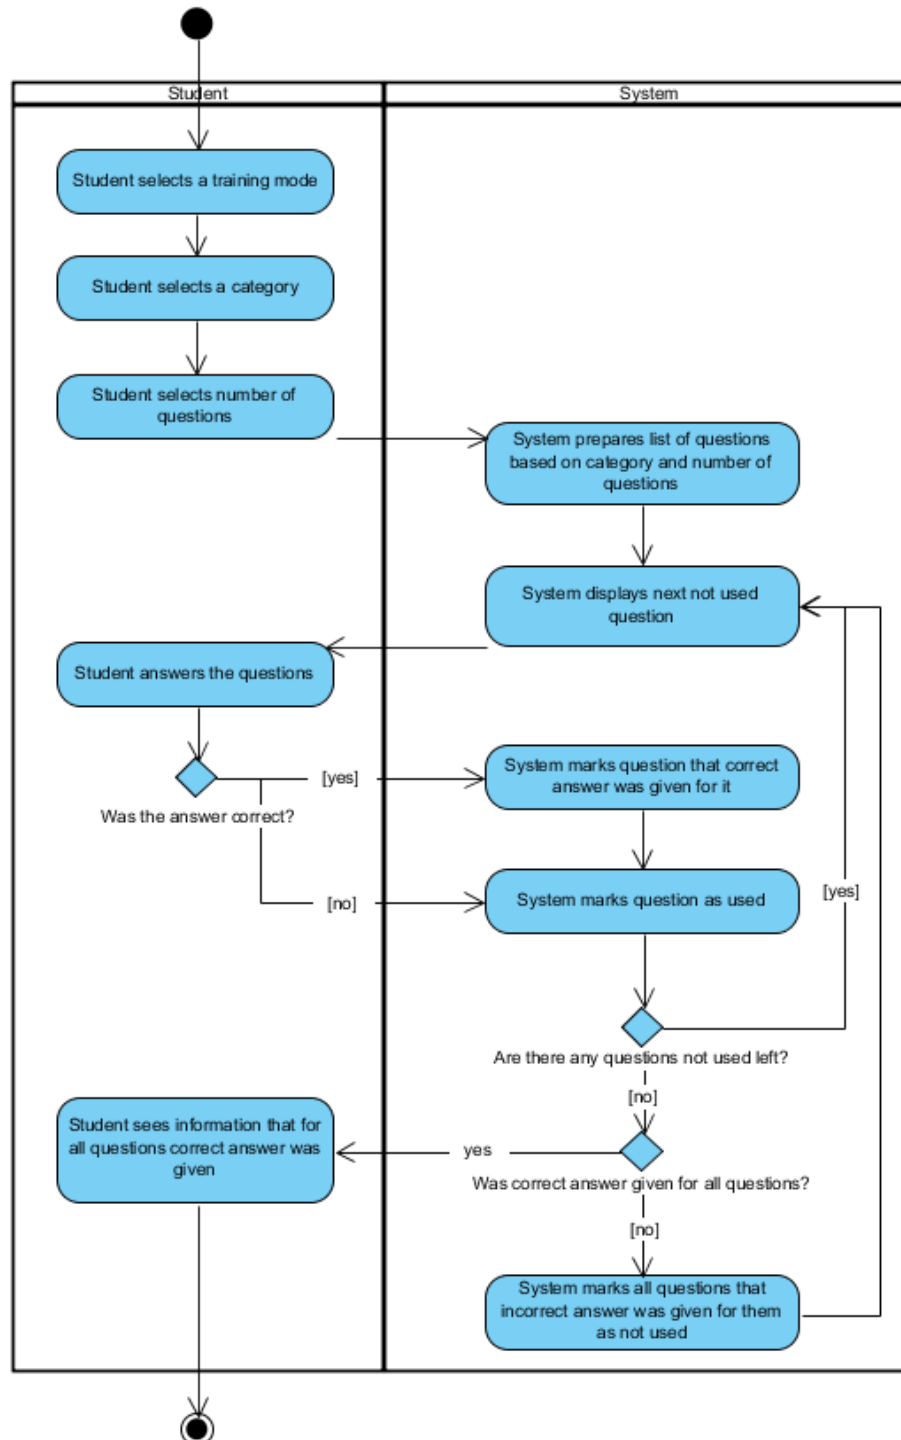 Student
System
Student selects a training mode
Student selects a category
Student selects number of
questions
System prepares list of questions
based on category and number of
questions
System displays next not used
question
Student answers the questions
[yes]
System marks question that correct
answer was given for it
Was the answer correct?
[no]
System marks question as used
[yes]
Are there any questions not used left?
[no]
Student sees information that for
all questions correct answer was
given
yes
Was correct answer given for all questions?
[no]
System marks all questions that
incorrect answer was given for them
as not used